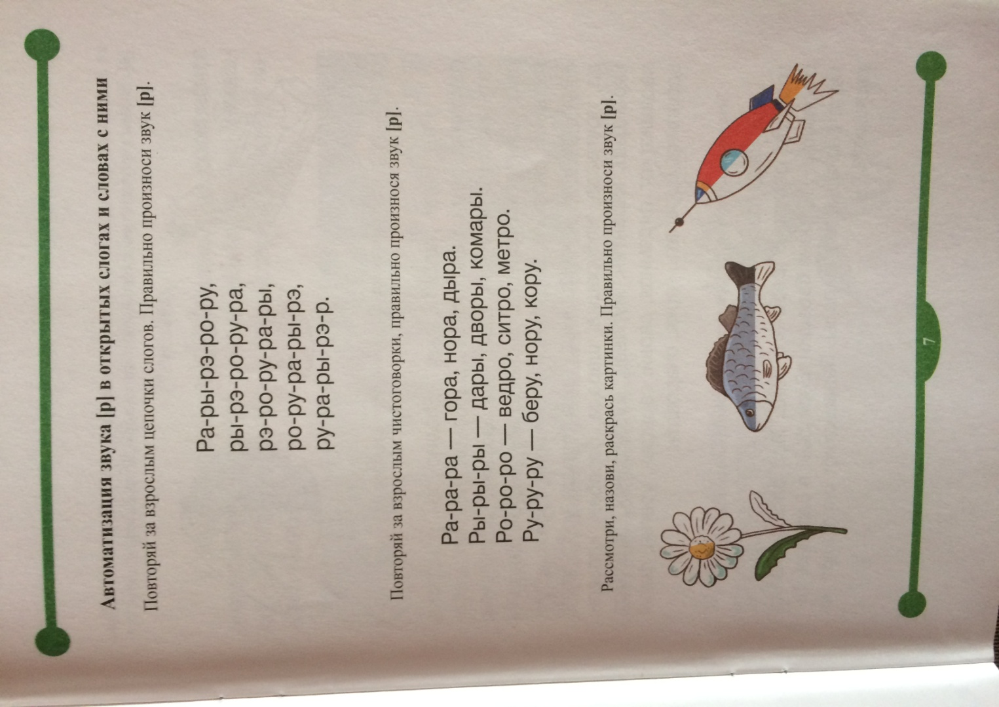 Автоматизация звука [р] в открытых слогах и словах с ними
Повторяй за взрослым цепочки слогов. Правильно произноси звук [р].
Ра-ры-рэ-ро-ру,
ры-рэ-ро-ру-ра,
рэ-ро-ру-ра-ры,
ро-ру-ра-ры-рэ,
ру-ра-ры-рэ-р.
Повторяй за взрослым чистоговорки, правильно произнося звук [р].
Ра-ра-ра — гора, нора, дыра.
Ры-ры-ры — дары, дворы, комары.
Ро-ро-ро — ведро, ситро, метро.
Ру-ру-ру — беру, нору, кору.
Рассмотри, назови, раскрась картинки. Правильно произноси звук [р].
7